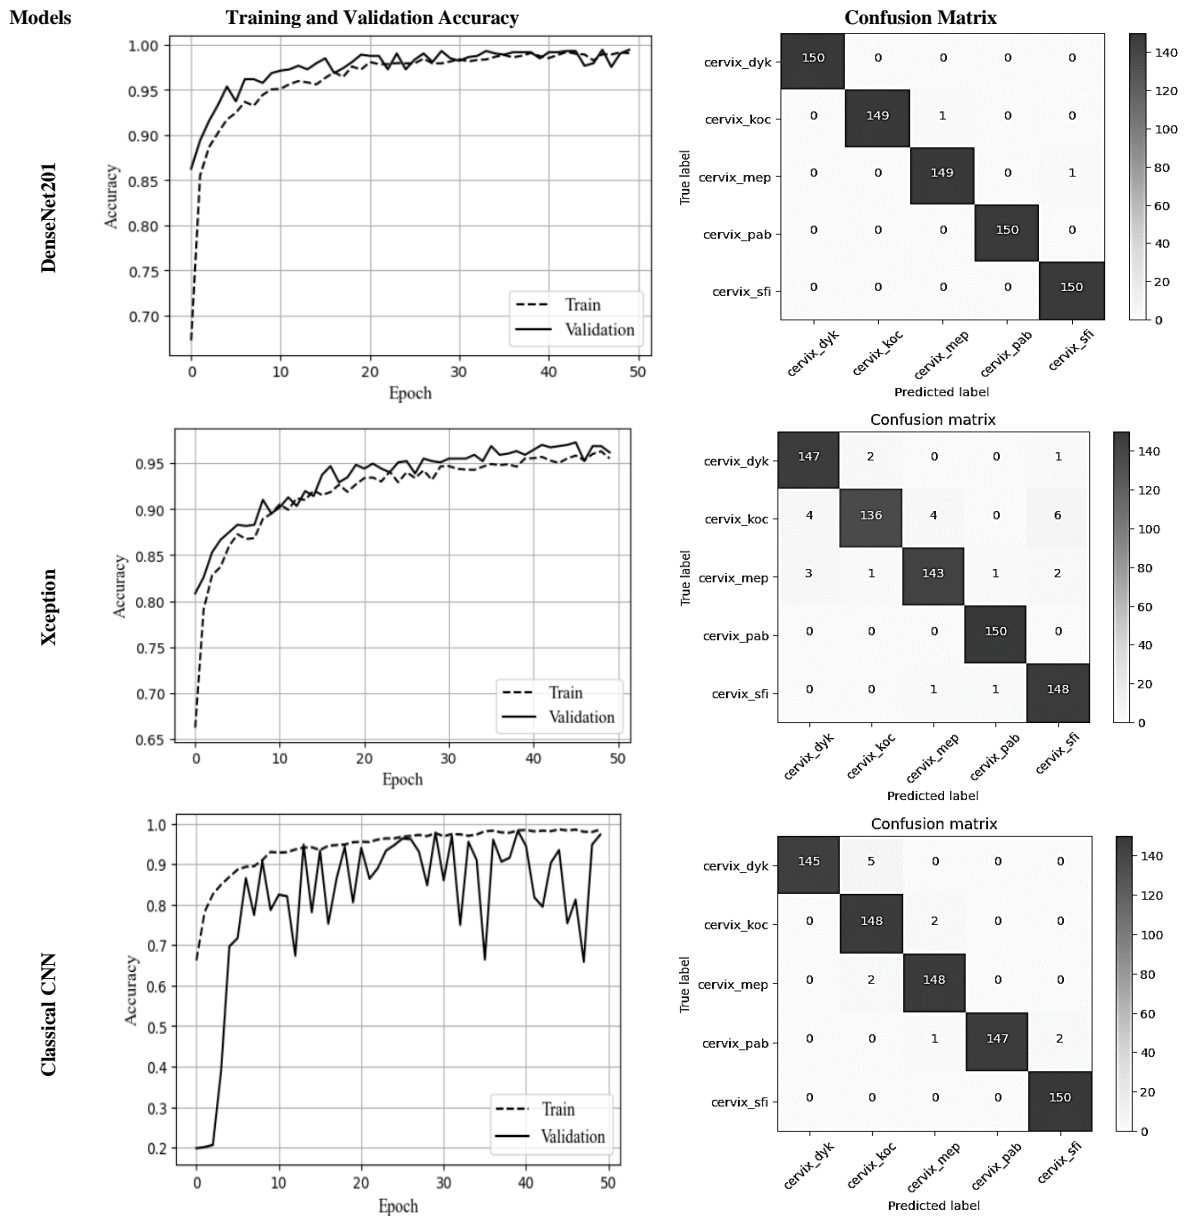 Models Training and Validation Accuracy Confusion Matrix
DenseNet201
1.00
0.95
0.90
0.85
0.80
0.75
0.70
Accuracy
0 10 20 30 40 50
Epoch
Train
Validation
True label
cervix_dyk 150 0 0 0 0
cervix_koc 0 149 1 0 0
cervix_mep 0 0 149 0 1
cervix_pab 0 0 0 150 0
cervix_sfi 0 0 0 0 150
cervix_dyk cervix_koc cervix_mep cervix_pab cervix_sfi
Predicted label
140
120
100
80
60
40
20
0
Xception
0.95
0.90
0.85
0.80
0.75
0.70
0.65
Accuracy
0 10 20 30 40 50
Epoch
Train
Validation
Confusion matrix
True label
cervix_dyk 147 2 0 0 1
cervix_koc 4 136 4 0 6
cervix_mep 3 1 143 1 2
cervix_pab 0 0 0 150 0
cervix_sfi 0 0 1 1 148
cervix_dyk cervix_koc cervix_mep cervix_pab cervix_sfi
Predicted label
140
120
100
80
60
40
20
0
Classical CNN
1.0
0.9
0.8
0.7
0.6
0.5
0.4
0.3
0.2
Accuracy
0 10 20 30 40 50
Epoch
Train
Validation
Confusion matrix
True label
cervix_dyk 145 5 0 0 0
cervix_koc 0 148 2 0 0
cervix_mep 0 2 148 0 0
cervix_pab 0 0 1 147 2
cervix_sfi 0 0 0 0 150
cervix_dyk cervix_koc cervix_mep cervix_pab cervix_sfi
Predicted label
140
120
100
80
60
40
20
0